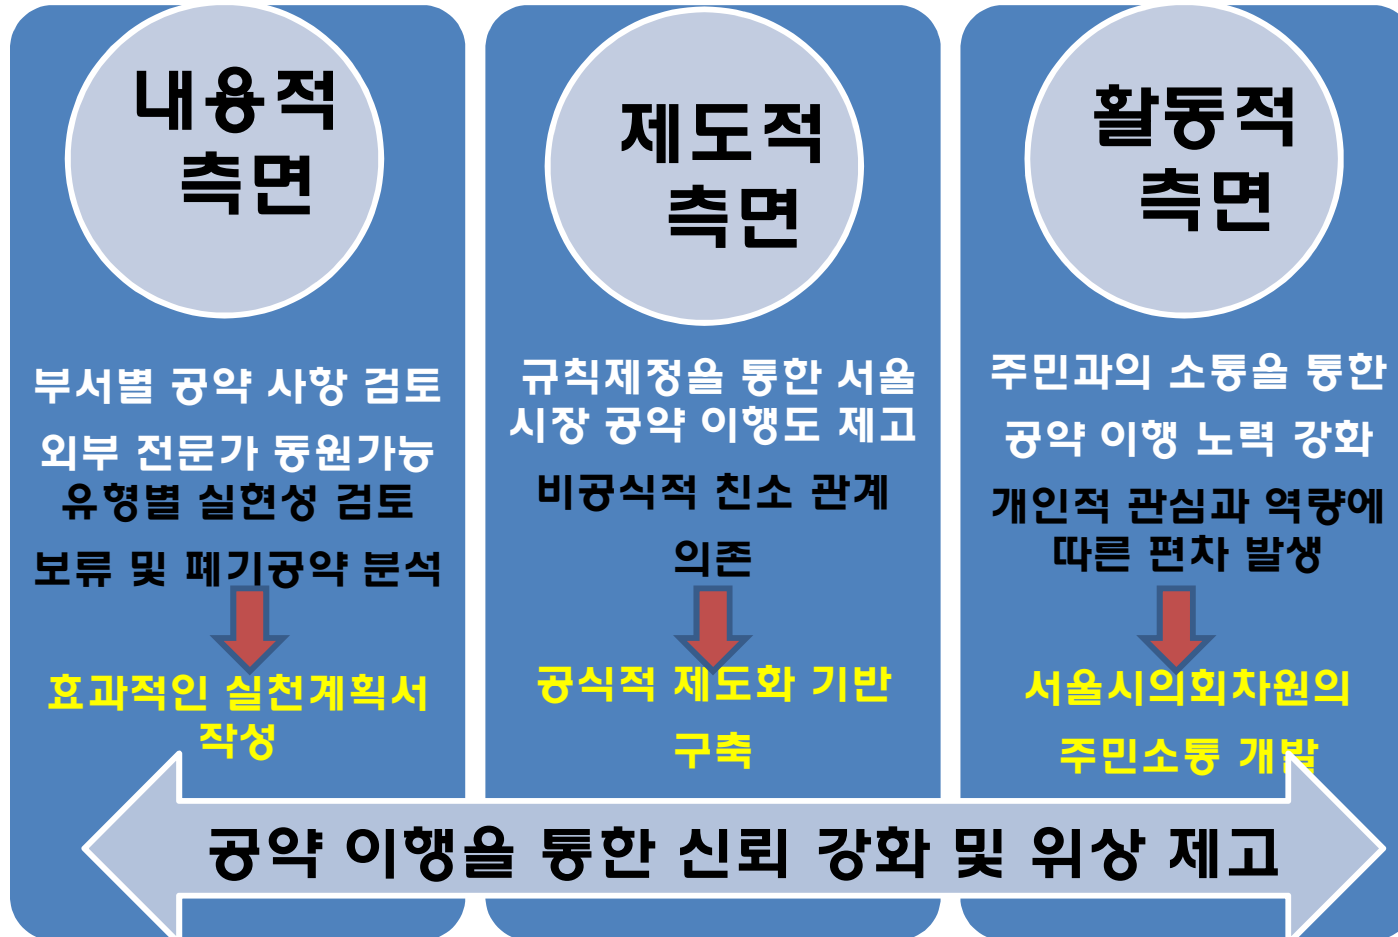 내용적
측면
부서별 공약 사항 검토
외부 전문가 동원가능
유형별 실현성 검토
보류 및 폐기공약 분석
효과적인 실천계획서
작성
제도적
측면
규칙제정을 통한 서울
시장 공약 이행도 제고
비공식적 친소 관계
의존
공식적 제도화 기반
구축
활동적
측면
주민과의 소통을 통한
공약 이행 노력 강화
개인적 관심과 역량에
따른 편차 발생
서울시의회차원의
주민소통 개발
공약 이행을 통한 신뢰 강화 및 위상 제고